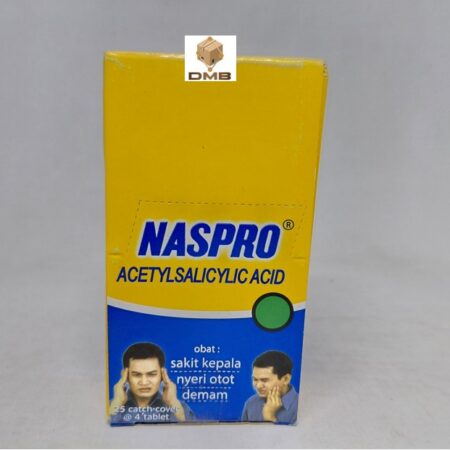 DMB
NASPRO®
ACETYLSALICYLIC ACID
obat :
sakit kepala
nyeri otot
demam
25 catch cover
@ 4 tablet